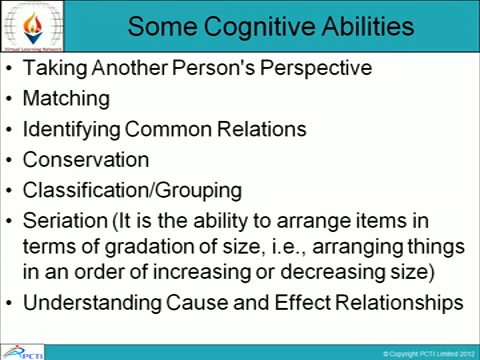 Some Cognitive Abilities
Virtual Learning Network
• Taking Another Person's Perspective
• Matching
• Identifying Common Relations
• Conservation
• Classification/Grouping
• Seriation (It is the ability to arrange items in
terms of gradation of size, i.e., arranging things
in an order of increasing or decreasing size)
• Understanding Cause and Effect Relationships
PCTI
© Copyright PCTI Limited 2012